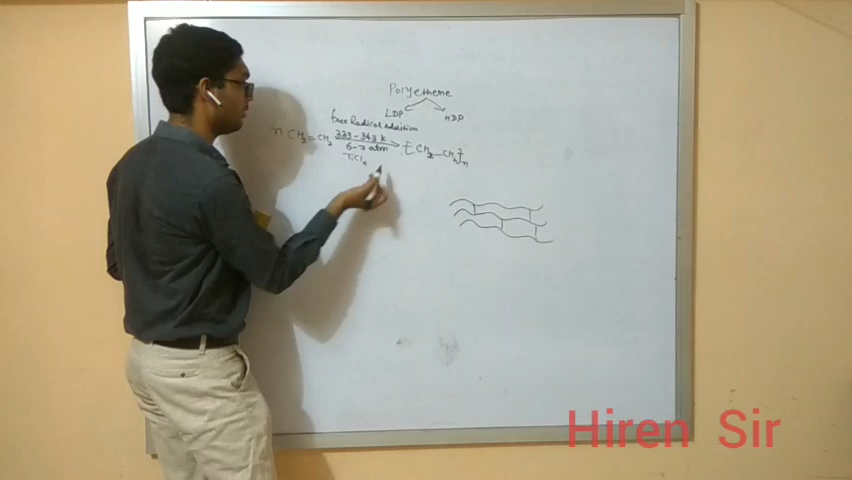 Polyethene
LDP HDP
free Radical Addition
n CH2=CH2 333-343 k [CH2-CH2]n
6-7 atm
TiCl4
Hiren Sir